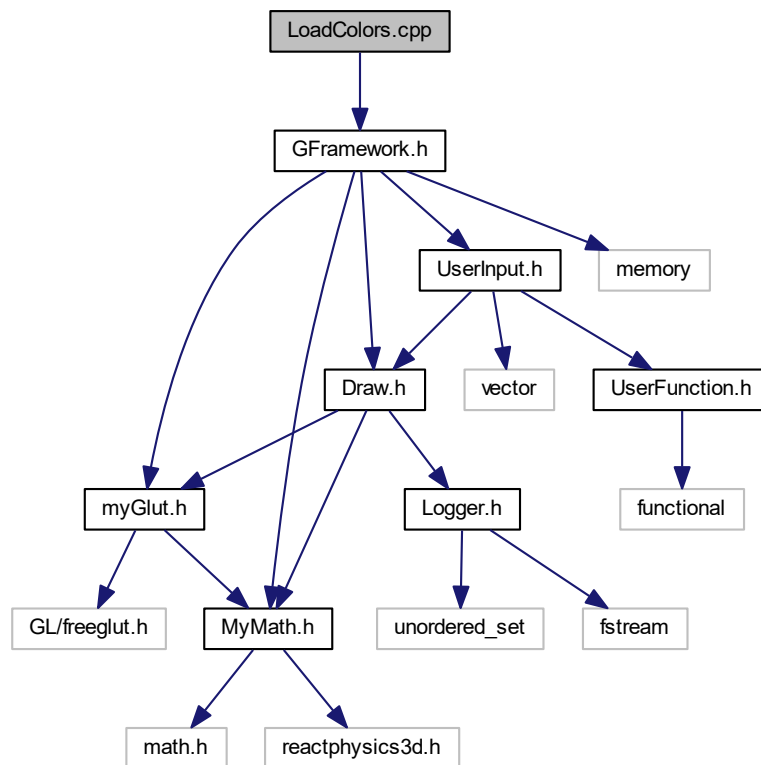 LoadColors.cpp
GFramework.h
UserInput.h
memory
Draw.h
vector
UserFunction.h
myGlut.h
Logger.h
functional
GL/freeglut.h
MyMath.h
unordered_set
fstream
math.h
reactphysics3d.h